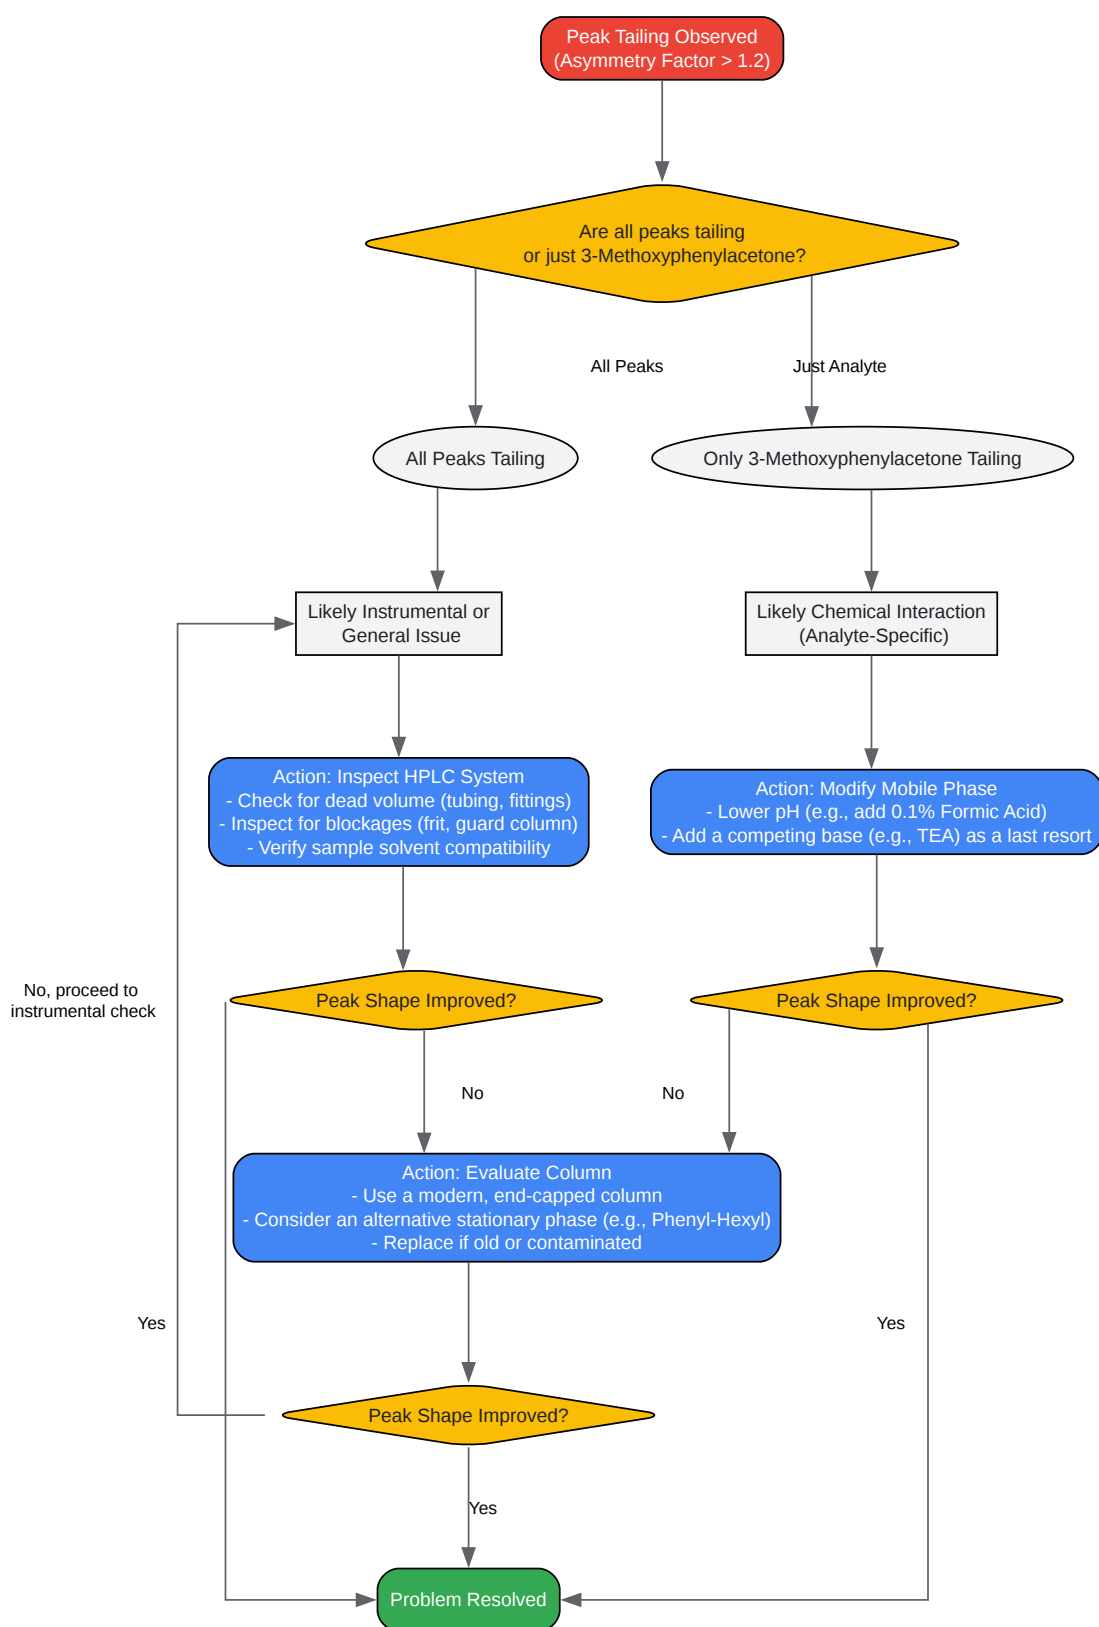 Peak Tailing Observed
(Asymmetry Factor > 1.2)
Are all peaks tailing
or just 3-Methoxyphenylacetone?
All Peaks
Just Analyte
All Peaks Tailing
Only 3-Methoxyphenylacetone Tailing
Likely Instrumental or
General Issue
Likely Chemical Interaction
(Analyte-Specific)
Action: Inspect HPLC System
- Check for dead volume (tubing, fittings)
- Inspect for blockages (frit, guard column)
- Verify sample solvent compatibility
Action: Modify Mobile Phase
- Lower pH (e.g., add 0.1% Formic Acid)
- Add a competing base (e.g., TEA) as a last resort
No, proceed to
instrumental check
Peak Shape Improved?
Peak Shape Improved?
No
No
Action: Evaluate Column
- Use a modern, end-capped column
- Consider an alternative stationary phase (e.g., Phenyl-Hexyl)
- Replace if old or contaminated
Yes
Yes
Peak Shape Improved?
Yes
Problem Resolved